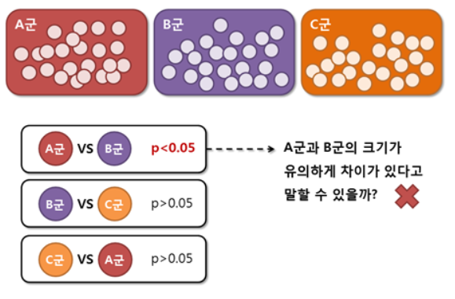 A군
B군
C군
A군 VS B군 p<0.05
B군 VS C군 p>0.05
C군 VS A군 p>0.05
A군과 B군의 크기가
유의하게 차이가 있다고
말할 수 있을까?